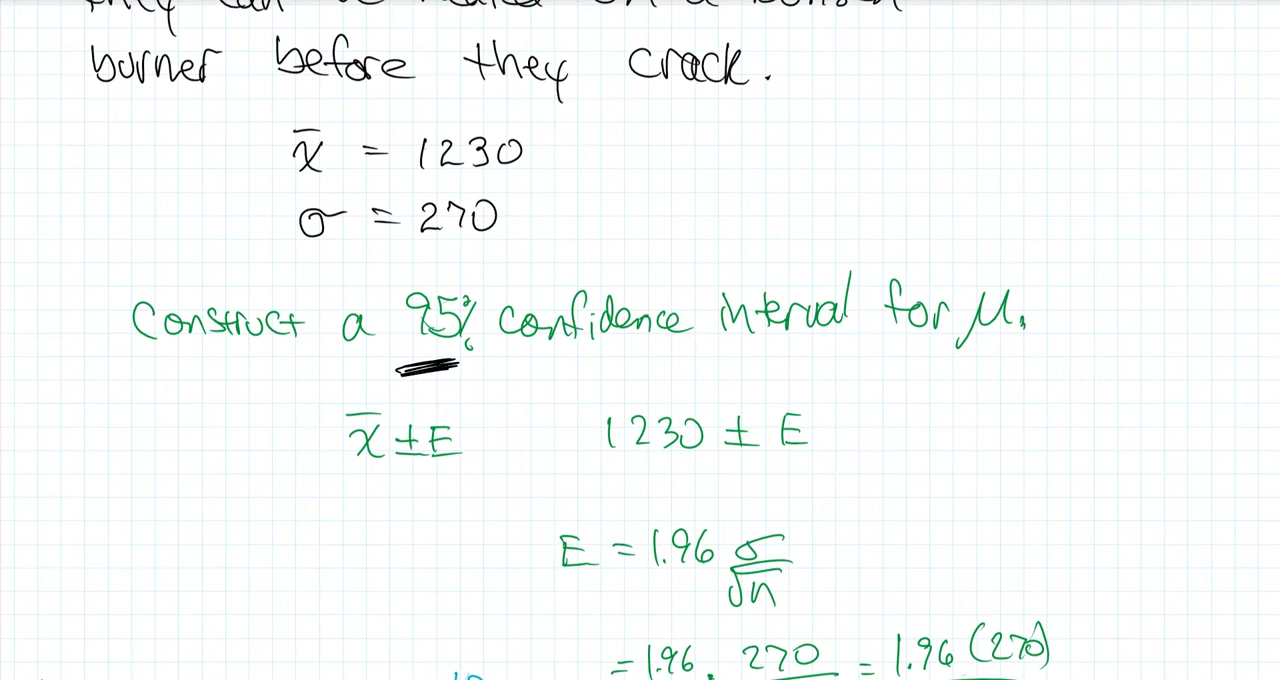 burner before they crack.
x̄ = 1230
σ = 270
Construct a 95% confidence interval for μ.
x̄ ± E 1230 ± E
E = 1.96 σ/√n
= 1.96 · 270 = 1.96 (270)